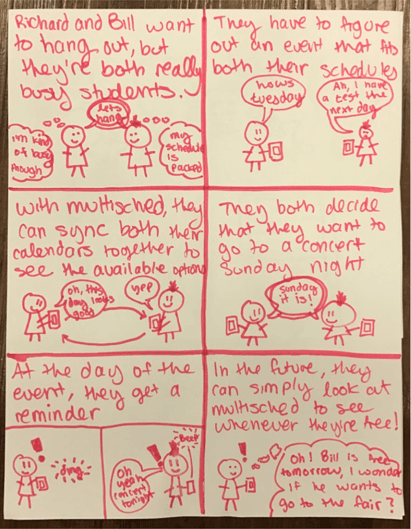 Richard and Bill want
to hang out, but
they're both really
busy students.
lets
hang
i'm kind
of busy
though
my
schedule
is
packed
They have to figure
out an event that fits
both their schedules
hows
tuesday
Ah, I have
a test the
next day
With multisched, they
can sync both their
calendars together to
see the available options
oh, this
day looks
good
yep
They both decide
that they want to
go to a concert
Sunday night
Sunday
it is!
At the day of the
event, they get a
reminder
!
ding
!
Beep
Oh
yeah
concert
tonight
In the future, they
can simply look at
multisched to see
whenever they're free!
!
Oh! Bill is free
tomorrow, I wonder
if he wants to
go to the fair?